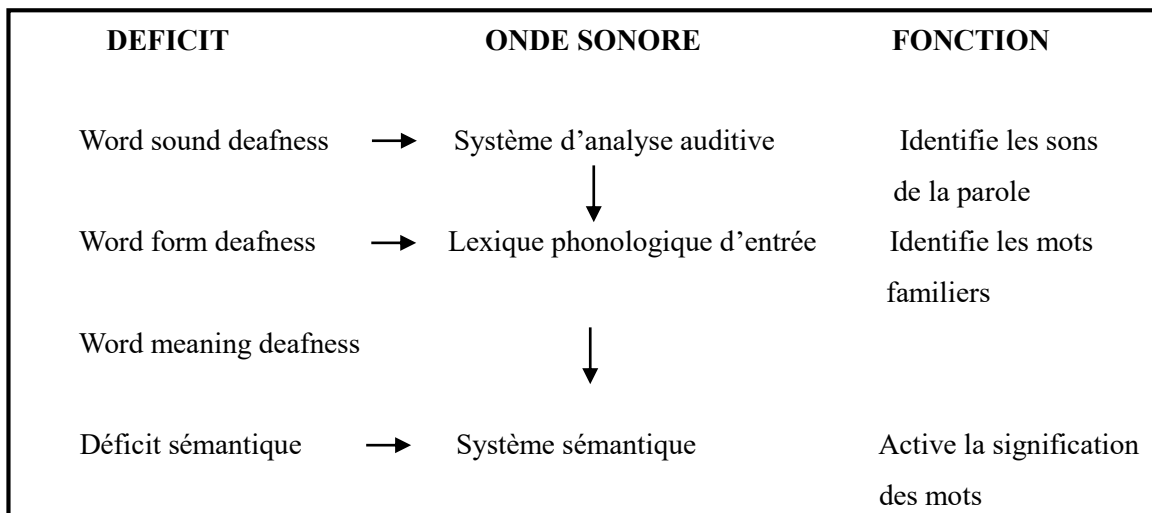 DEFICIT ONDE SONORE FONCTION
Word sound deafness Système d’analyse auditive Identifie les sons
de la parole
Word form deafness Lexique phonologique d’entrée Identifie les mots
familiers
Word meaning deafness
Déficit sémantique Système sémantique Active la signification
des mots